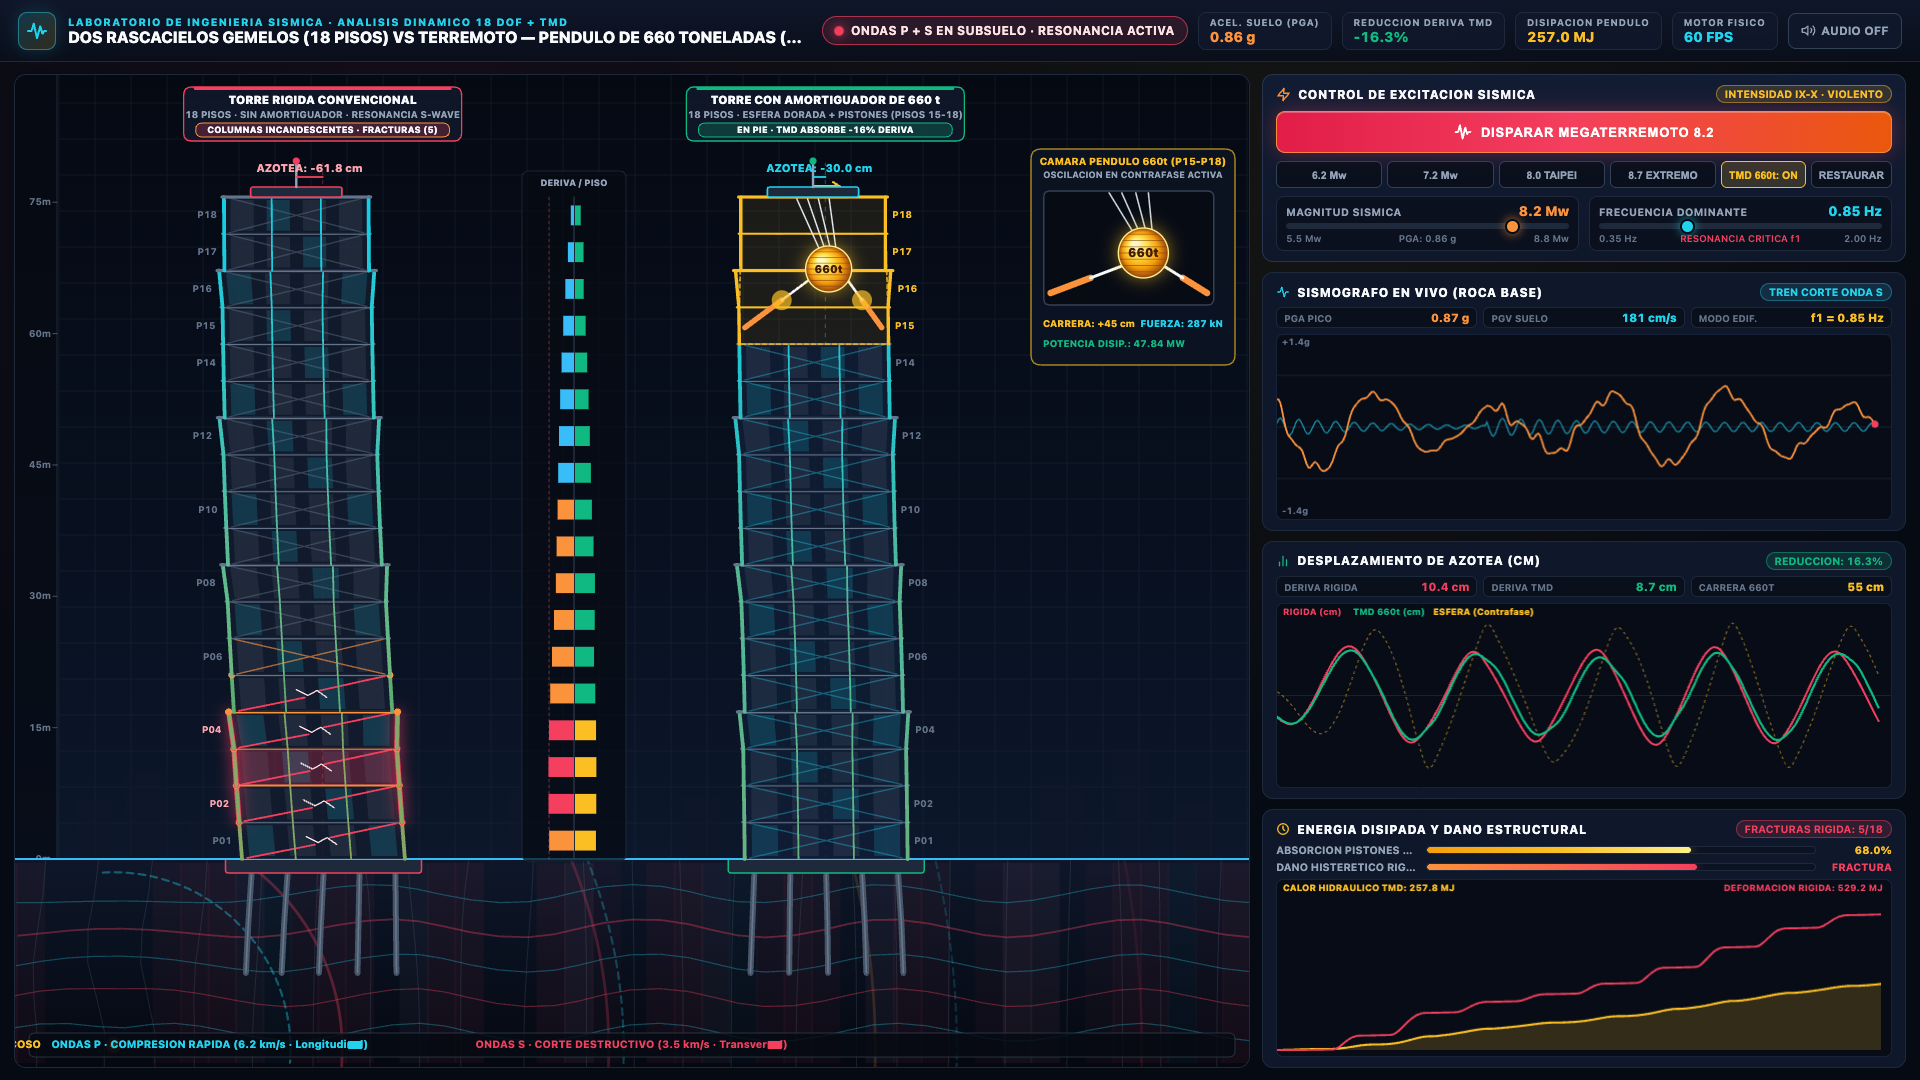 LABORATORIO DE INGENIERIA SISMICA · ANALISIS DINAMICO 18 DOF + TMD
DOS RASCACIELOS GEMELOS (18 PISOS) VS TERREMOTO — PENDULO DE 660 TONELADAS (...
ONDAS P + S EN SUBSUELO · RESONANCIA ACTIVA
ACEL. SUELO (PGA)
0.86 g
REDUCCION DERIVA TMD
-16.3%
DISIPACION PENDULO
257.0 MJ
MOTOR FISICO
60 FPS
AUDIO OFF
TORRE RIGIDA CONVENCIONAL
18 PISOS · SIN AMORTIGUADOR · RESONANCIA S-WAVE
COLUMNAS INCANDESCENTES · FRACTURAS (5)
AZOTEA: -61.8 cm
TORRE CON AMORTIGUADOR DE 660 t
18 PISOS · ESFERA DORADA + PISTONES (PISOS 15-18)
EN PIE · TMD ABSORBE -16% DERIVA
AZOTEA: -30.0 cm
DERIVA / PISO
CAMARA PENDULO 660t (P15-P18)
OSCILACION EN CONTRAFASE ACTIVA
660t
CARRERA: +45 cm FUERZA: 287 kN
POTENCIA DISIP.: 47.84 MW
75m
60m
45m
30m
15m
0m
P18
P17
P16
P15
P14
P12
P10
P08
P06
P04
P02
P01
660t
P18
P17
P16
P15
P14
P12
P10
P08
P06
P04
P02
P01
OSO ONDAS P · COMPRESION RAPIDA (6.2 km/s · Longitudi)
ONDAS S · CORTE DESTRUCTIVO (3.5 km/s · Transver)
CONTROL DE EXCITACION SISMICA
INTENSIDAD IX-X · VIOLENTO
DISPARAR MEGATERREMOTO 8.2
6.2 Mw
7.2 Mw
8.0 TAIPEI
8.7 EXTREMO
TMD 660t: ON
RESTAURAR
MAGNITUD SISMICA
8.2 Mw
5.5 Mw
PGA: 0.86 g
8.8 Mw
FRECUENCIA DOMINANTE
0.85 Hz
0.35 Hz
RESONANCIA CRITICA f1
2.00 Hz
SISMOGRAFO EN VIVO (ROCA BASE)
TREN CORTE ONDA S
PGA PICO
0.87 g
PGV SUELO
181 cm/s
MODO EDIF.
f1 = 0.85 Hz
+1.4g
-1.4g
DESPLAZAMIENTO DE AZOTEA (CM)
REDUCCION: 16.3%
DERIVA RIGIDA
10.4 cm
DERIVA TMD
8.7 cm
CARRERA 660T
55 cm
RIGIDA (cm) TMD 660t (cm) ESFERA (Contrafase)
ENERGIA DISIPADA Y DANO ESTRUCTURAL
FRACTURAS RIGIDA: 5/18
ABSORCION PISTONES ...
68.0%
DANO HISTERETICO RIG...
FRACTURA
CALOR HIDRAULICO TMD: 257.8 MJ
DEFORMACION RIGIDA: 529.2 MJ